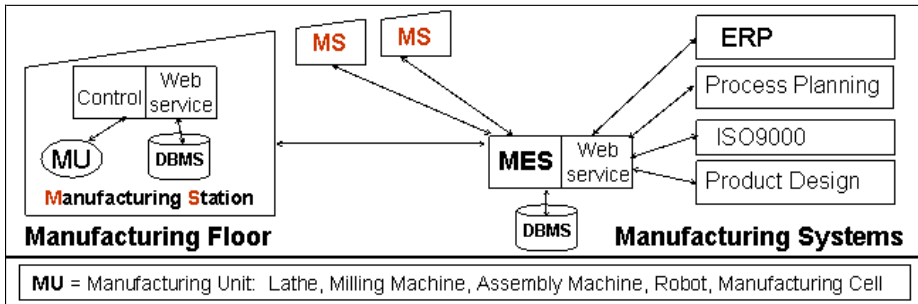 Control
Web
service
MU
DBMS
Manufacturing Station
Manufacturing Floor
MS
MS
MES
Web
service
DBMS
ERP
Process Planning
ISO9000
Product Design
Manufacturing Systems
MU = Manufacturing Unit: Lathe, Milling Machine, Assembly Machine, Robot, Manufacturing Cell